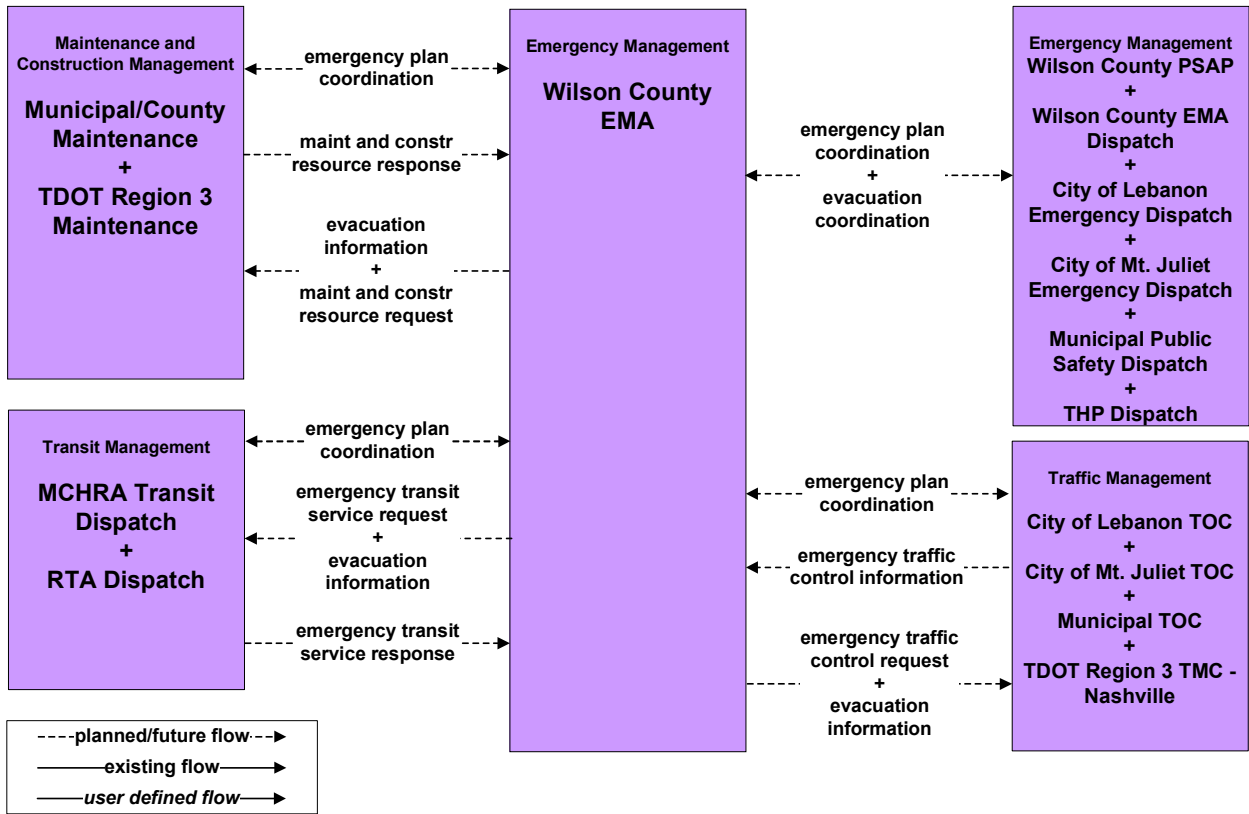 Maintenance and
Construction Management
Municipal/County
Maintenance
+
TDOT Region 3
Maintenance
emergency plan
coordination
maint and constr
resource response
evacuation
information
+
maint and constr
resource request
Emergency Management
Wilson County
EMA
emergency plan
coordination
+
evacuation
coordination
Emergency Management
Wilson County PSAP
+
Wilson County EMA
Dispatch
+
City of Lebanon
Emergency Dispatch
+
City of Mt. Juliet
Emergency Dispatch
+
Municipal Public
Safety Dispatch
+
THP Dispatch
Transit Management
MCHRA Transit
Dispatch
+
RTA Dispatch
emergency plan
coordination
emergency transit
service request
+
evacuation
information
emergency transit
service response
emergency plan
coordination
emergency traffic
control information
emergency traffic
control request
+
evacuation
information
Traffic Management
City of Lebanon TOC
+
City of Mt. Juliet TOC
+
Municipal TOC
+
TDOT Region 3 TMC -
Nashville
planned/future flow
existing flow
user defined flow